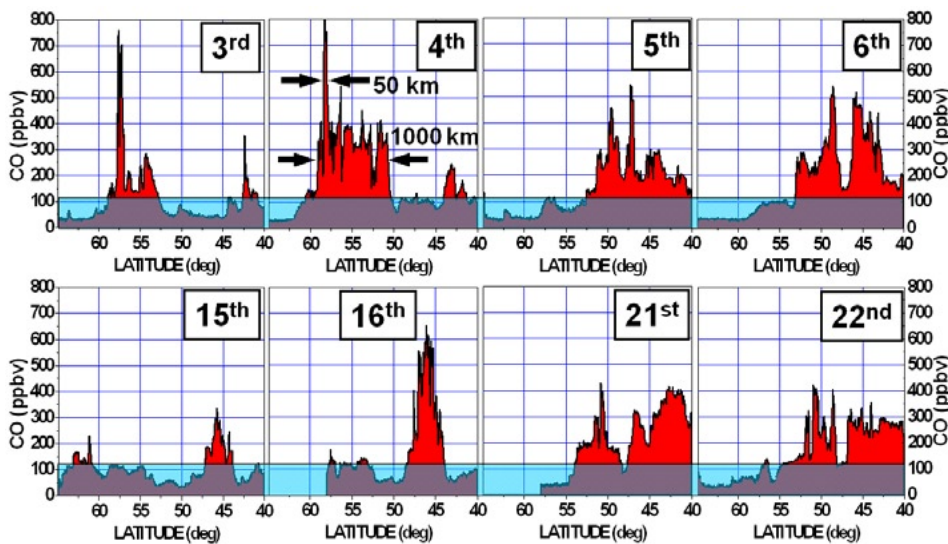 800 3rd 4th 5th 6th 800
700 700
600 600
500 50 km 500
400 400
300 1000 km 300
200 200
100 100
0 0
CO (ppbv) CO (ppbv)
60 55 50 45 40 60 55 50 45 40 60 55 50 45 40 60 55 50 45 40
LATITUDE (deg) LATITUDE (deg) LATITUDE (deg) LATITUDE (deg)
800 15th 16th 21st 22nd 800
700 700
600 600
500 500
400 400
300 300
200 200
100 100
0 0
CO (ppbv) CO (ppbv)
60 55 50 45 40 60 55 50 45 40 60 55 50 45 40 60 55 50 45 40
LATITUDE (deg) LATITUDE (deg) LATITUDE (deg) LATITUDE (deg)